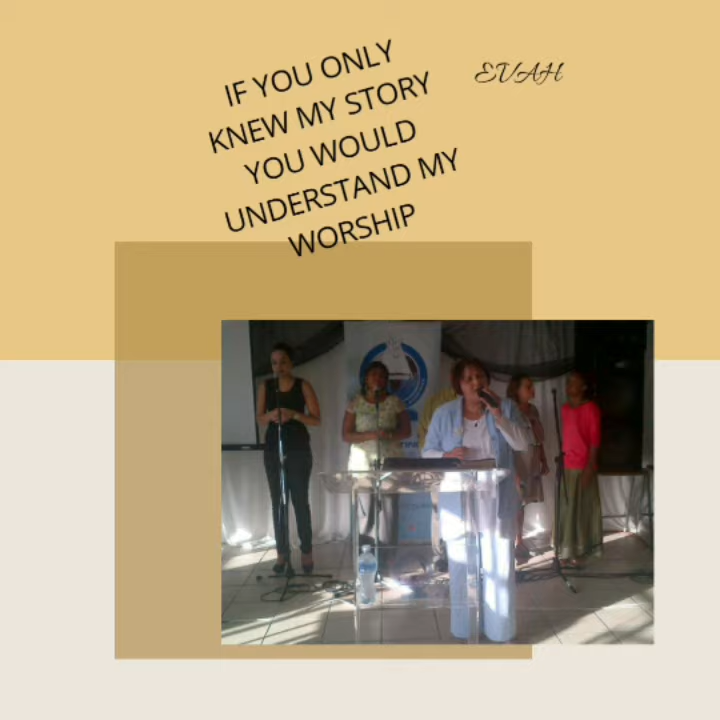 IF YOU ONLY
KNEW MY STORY
YOU WOULD
UNDERSTAND MY
WORSHIP
EVAH